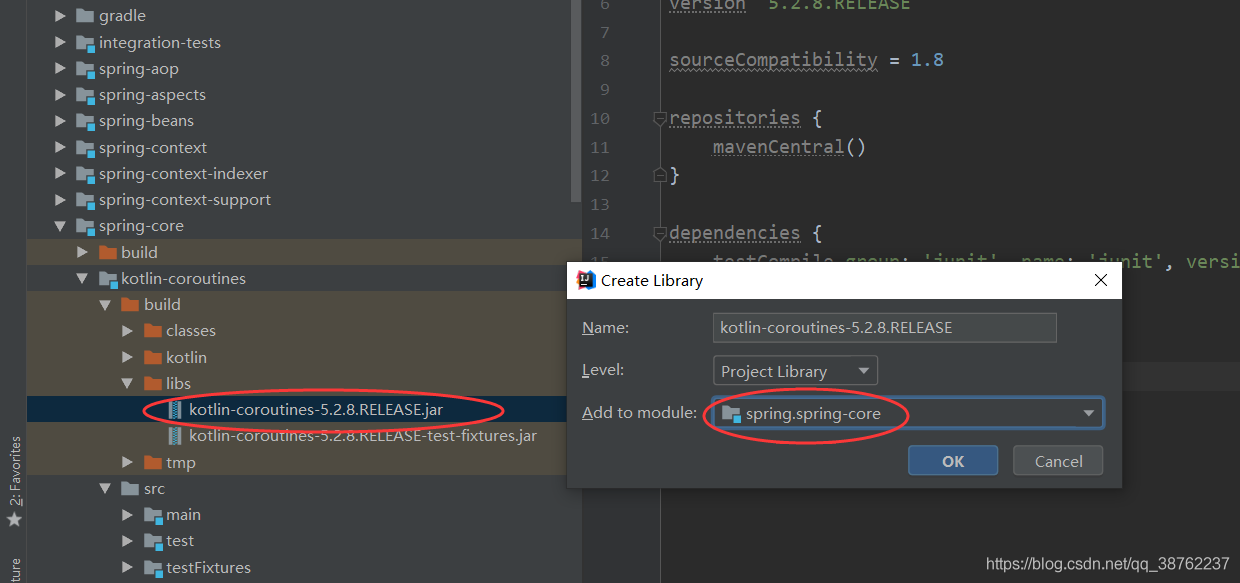 gradle
integration-tests
spring-aop
spring-aspects
spring-beans
spring-context
spring-context-indexer
spring-context-support
spring-core
build
kotlin-coroutines
build
classes
kotlin
libs
kotlin-coroutines-5.2.8.RELEASE.jar
kotlin-coroutines-5.2.8.RELEASE-test-fixtures.jar
tmp
src
main
test
testFixtures
2: Favorites
ture
6 version '5.2.8.RELEASE'
7
8 sourceCompatibility = 1.8
9
10 repositories {
11 mavenCentral()
12 }
13
14 dependencies {
15 testCompile group: 'junit', name: 'junit', versi
Create Library
Name: kotlin-coroutines-5.2.8.RELEASE
Level: Project Library
Add to module: spring.spring-core
OK Cancel
https://blog.csdn.net/qq_38762237